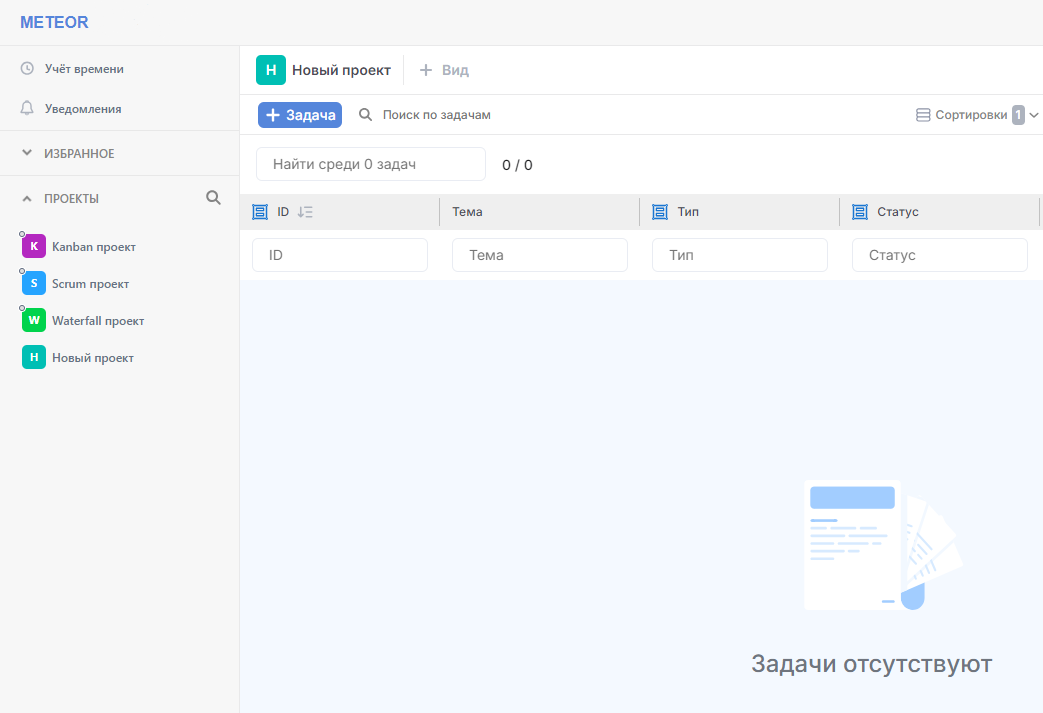 METEOR
Учёт времени
Уведомления
ИЗБРАННОЕ
ПРОЕКТЫ
K Kanban проект
S Scrum проект
W Waterfall проект
Н Новый проект
Н Новый проект + Вид
+ Задача Поиск по задачам Сортировки 1
Найти среди 0 задач 0 / 0
ID Тема Тип Статус
ID Тема Тип Статус
Задачи отсутствуют